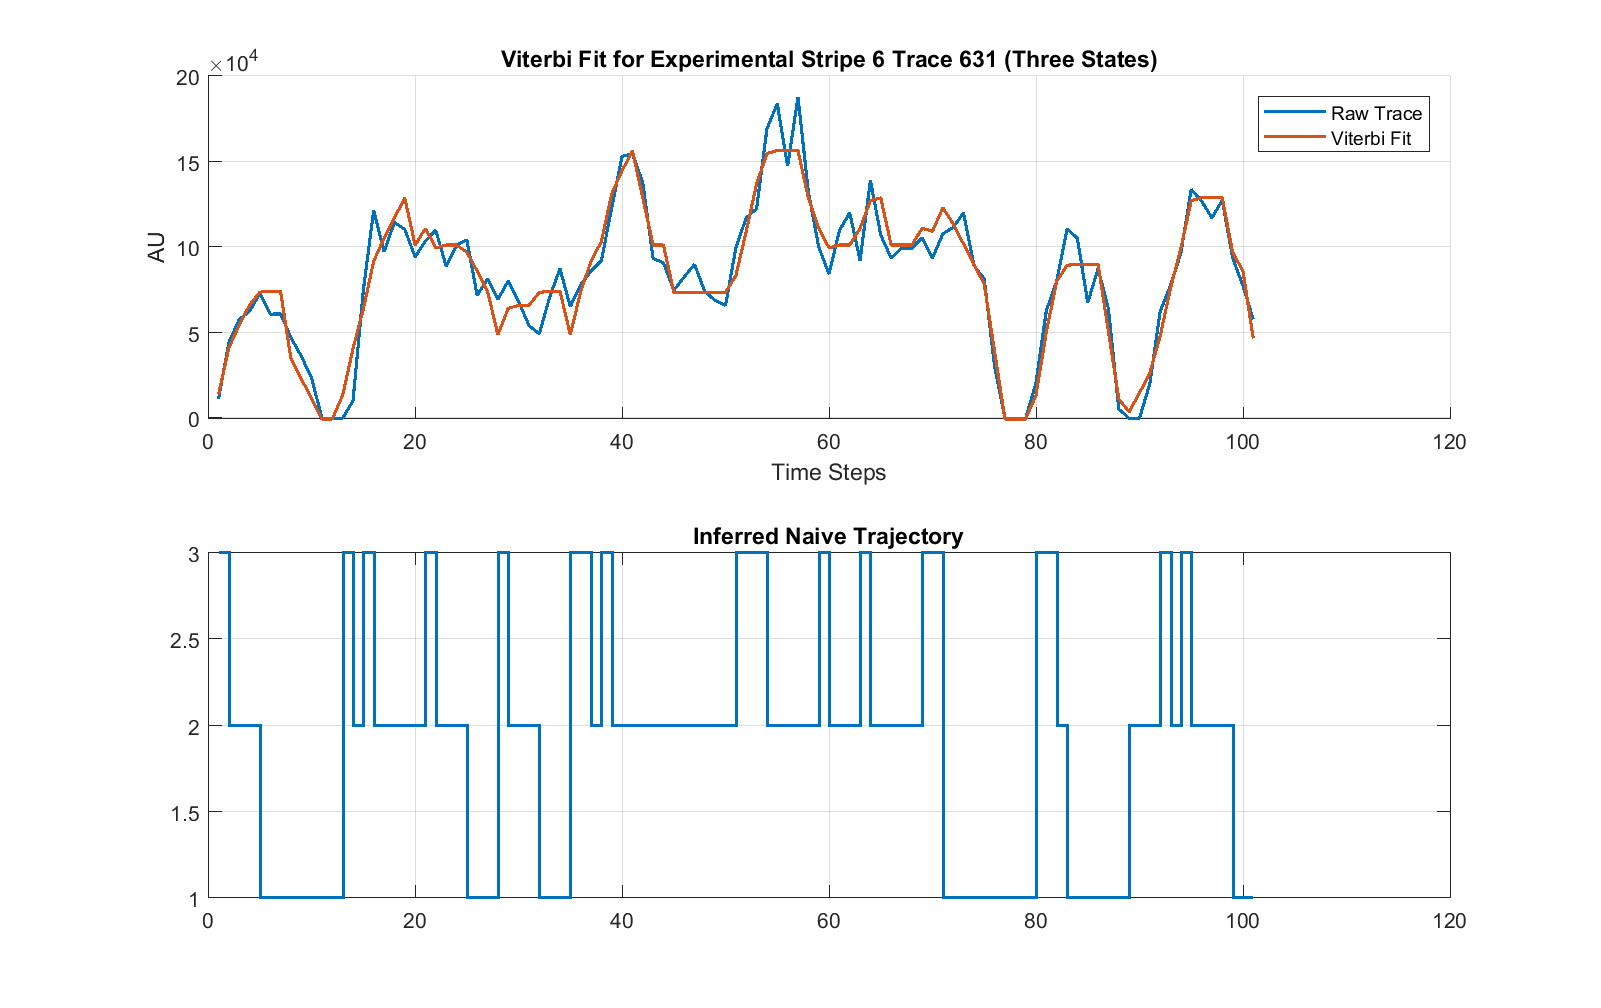 Viterbi Fit for Experimental Stripe 6 Trace 631 (Three States)
×10⁴
20
15
10
5
0
AU
Raw Trace
Viterbi Fit
0 20 40 60 80 100 120
Time Steps
Inferred Naive Trajectory
3
2.5
2
1.5
1
0 20 40 60 80 100 120